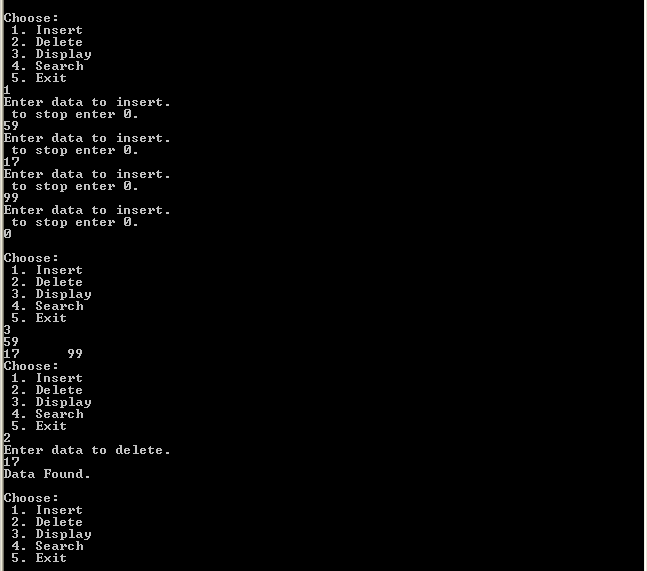 Choose:
 1. Insert
 2. Delete
 3. Display
 4. Search
 5. Exit
1
Enter data to insert.
 to stop enter 0.
59
Enter data to insert.
 to stop enter 0.
17
Enter data to insert.
 to stop enter 0.
99
Enter data to insert.
 to stop enter 0.
0

Choose:
 1. Insert
 2. Delete
 3. Display
 4. Search
 5. Exit
3
59
17      99
Choose:
 1. Insert
 2. Delete
 3. Display
 4. Search
 5. Exit
2
Enter data to delete.
17
Data Found.

Choose:
 1. Insert
 2. Delete
 3. Display
 4. Search
 5. Exit